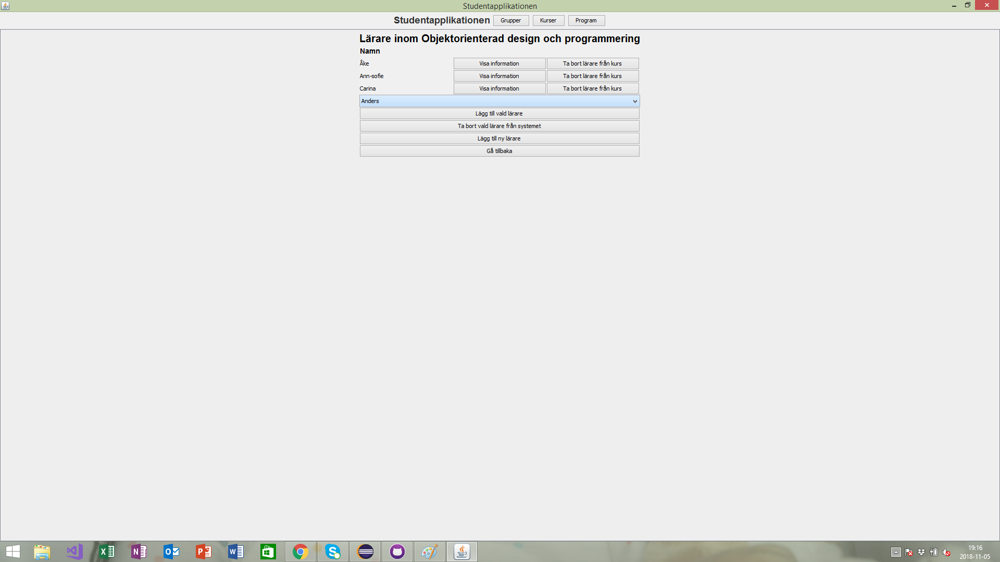 Studentapplikationen
Studentapplikationen Grupper Kurser Program
Lärare inom Objektorienterad design och programmering
Namn
Åke Visa information Ta bort lärare från kurs
Ann-sofie Visa information Ta bort lärare från kurs
Carina Visa information Ta bort lärare från kurs
Anders
Lägg till vald lärare
Ta bort vald lärare från systemet
Lägg till ny lärare
Gå tillbaka
19:16
2018-11-05